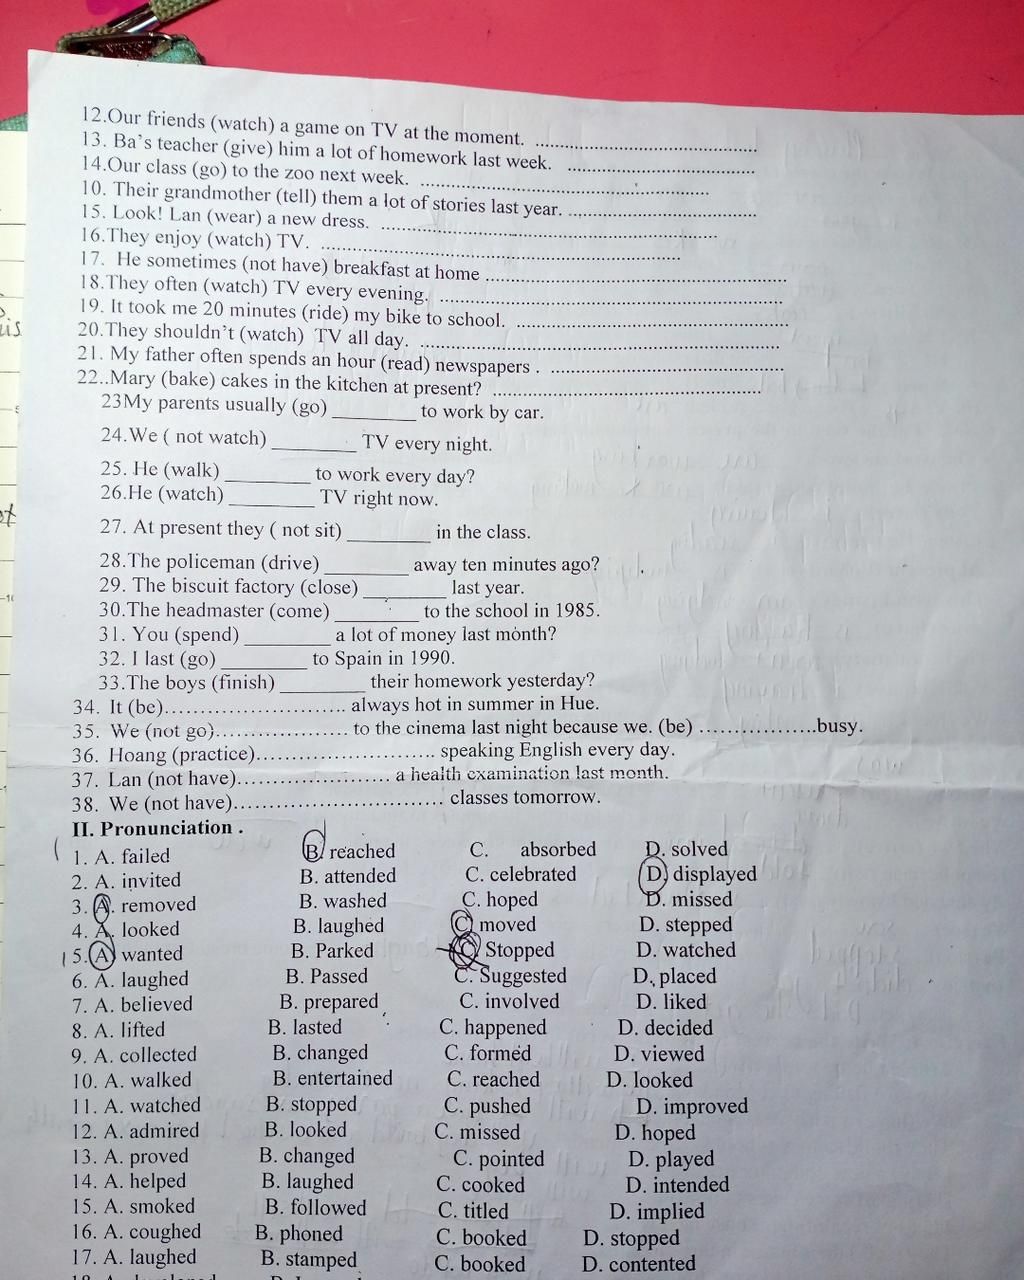 12.Our friends (watch) a game on TV at the moment. ..................................................
13. Ba's teacher (give) him a lot of homework last week. ..........................................
14.Our class (go) to the zoo next week. ..................................................................
10. Their grandmother (tell) them a lot of stories last year. ..........................................
15. Look! Lan (wear) a new dress. ............................................................................
16.They enjoy (watch) TV. ..................................................................................
17. He sometimes (not have) breakfast at home ....................................................................
18.They often (watch) TV every evening. .............................................................................
19. It took me 20 minutes (ride) my bike to school. .............................................................
20.They shouldn't (watch) TV all day. .................................................................................
21. My father often spends an hour (read) newspapers . .....................................................
22..Mary (bake) cakes in the kitchen at present? .............................................................
23My parents usually (go) ________ to work by car.
24.We ( not watch) ________ TV every night.
25. He (walk) ________ to work every day?
26.He (watch) ________ TV right now.
27. At present they ( not sit) ________ in the class.
28.The policeman (drive) ________ away ten minutes ago?
29. The biscuit factory (close) ________ last year.
30.The headmaster (come) ________ to the school in 1985.
31. You (spend) ________ a lot of money last month?
32. I last (go) ________ to Spain in 1990.
33.The boys (finish) ________ their homework yesterday?
34. It (be)........................... always hot in summer in Hue.
35. We (not go).................... to the cinema last night because we. (be) .................busy.
36. Hoang (practice)........................... speaking English every day.
37. Lan (not have)....................... a health examination last month.
38. We (not have)............................... classes tomorrow.
II. Pronunciation .
1. A. failed B. reached C. absorbed D. solved
2. A. invited B. attended C. celebrated D. displayed
3. A. removed B. washed C. hoped D. missed
4. A. looked B. laughed C. moved D. stepped
5. A. wanted B. Parked C. Stopped D. watched
6. A. laughed B. Passed C. Suggested D. placed
7. A. believed B. prepared C. involved D. liked
8. A. lifted B. lasted C. happened D. decided
9. A. collected B. changed C. formed D. viewed
10. A. walked B. entertained C. reached D. looked
11. A. watched B. stopped C. pushed D. improved
12. A. admired B. looked C. missed D. hoped
13. A. proved B. changed C. pointed D. played
14. A. helped B. laughed C. cooked D. intended
15. A. smoked B. followed C. titled D. implied
16. A. coughed B. phoned C. booked D. stopped
17. A. laughed B. stamped C. booked D. contented